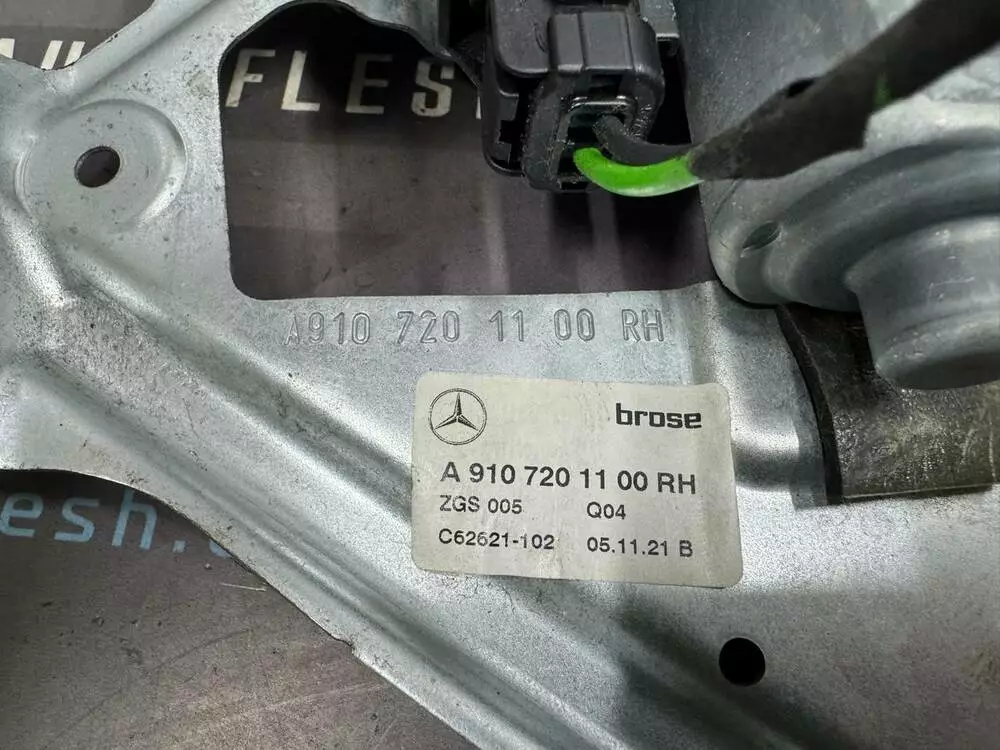 FLES
A910 720 11 00 RH
brose
A 910 720 11 00 RH
ZGS 005 Q04
C62621-102 05.11.21 B
esh.